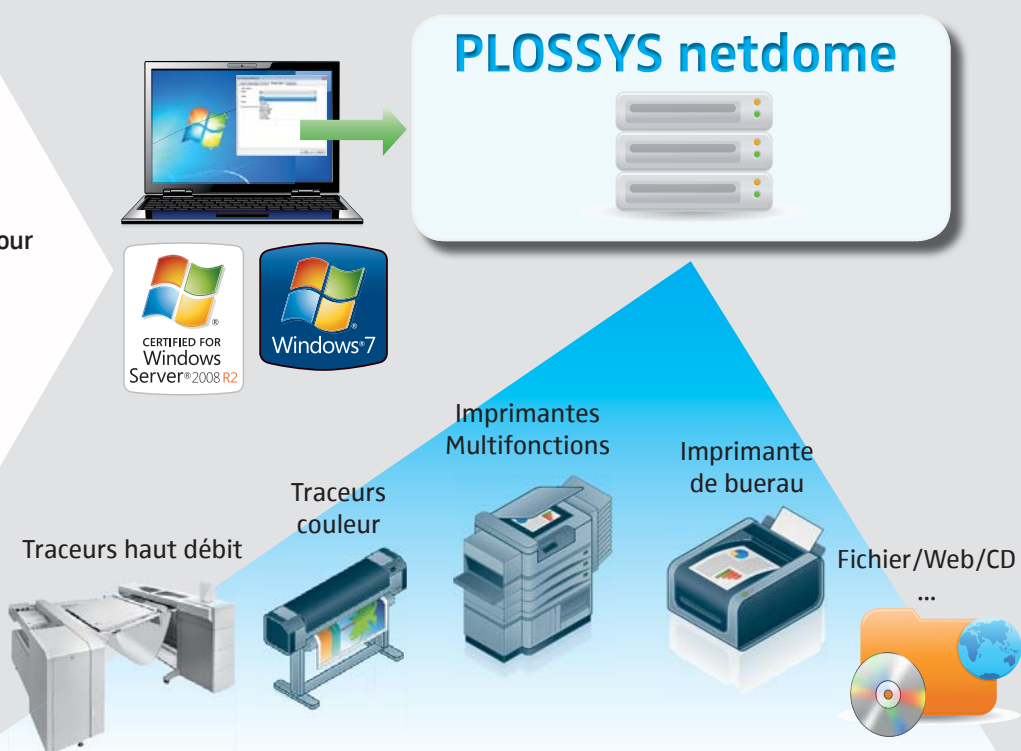 PLOSSYS netdome
our
CERTIFIED FOR
Windows
Server®2008 R2
Windows®7
Imprimantes
Multifonctions
Imprimante
de buerau
Traceurs
couleur
Traceurs haut débit
Fichier/Web/CD
...